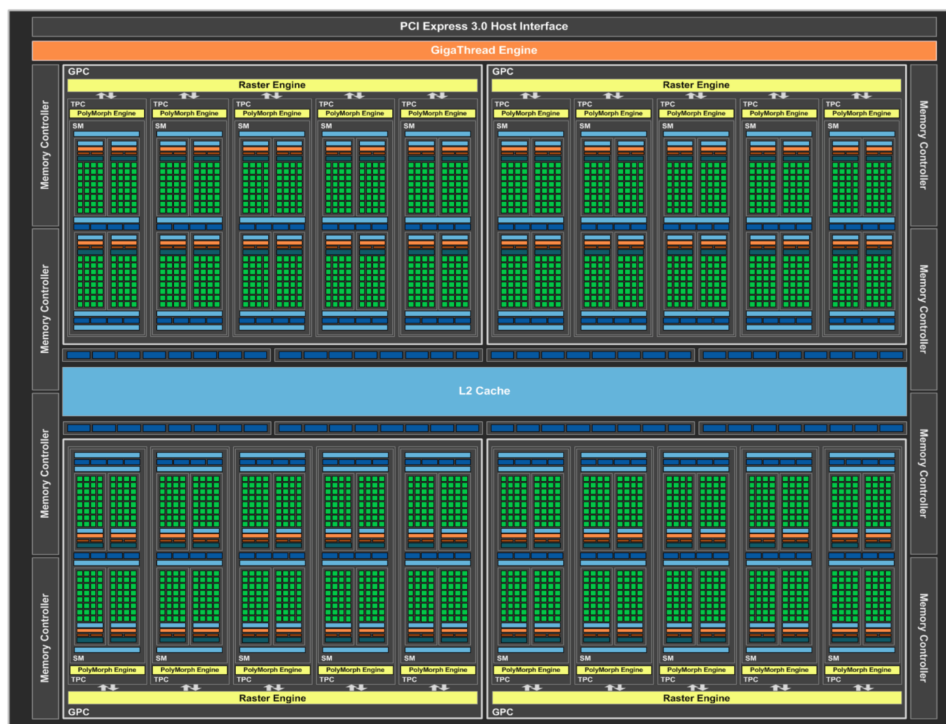 PCI Express 3.0 Host Interface
GigaThread Engine
Memory Controller
Memory Controller
Memory Controller
Memory Controller
GPC
Raster Engine
TPC TPC TPC TPC TPC
PolyMorph Engine PolyMorph Engine PolyMorph Engine PolyMorph Engine PolyMorph Engine
SM SM SM SM SM
GPC
Raster Engine
TPC TPC TPC TPC TPC
PolyMorph Engine PolyMorph Engine PolyMorph Engine PolyMorph Engine PolyMorph Engine
SM SM SM SM SM
L2 Cache
SM SM SM SM SM
PolyMorph Engine PolyMorph Engine PolyMorph Engine PolyMorph Engine PolyMorph Engine
TPC TPC TPC TPC TPC
Raster Engine
GPC
SM SM SM SM SM
PolyMorph Engine PolyMorph Engine PolyMorph Engine PolyMorph Engine PolyMorph Engine
TPC TPC TPC TPC TPC
Raster Engine
GPC
Memory Controller
Memory Controller
Memory Controller
Memory Controller